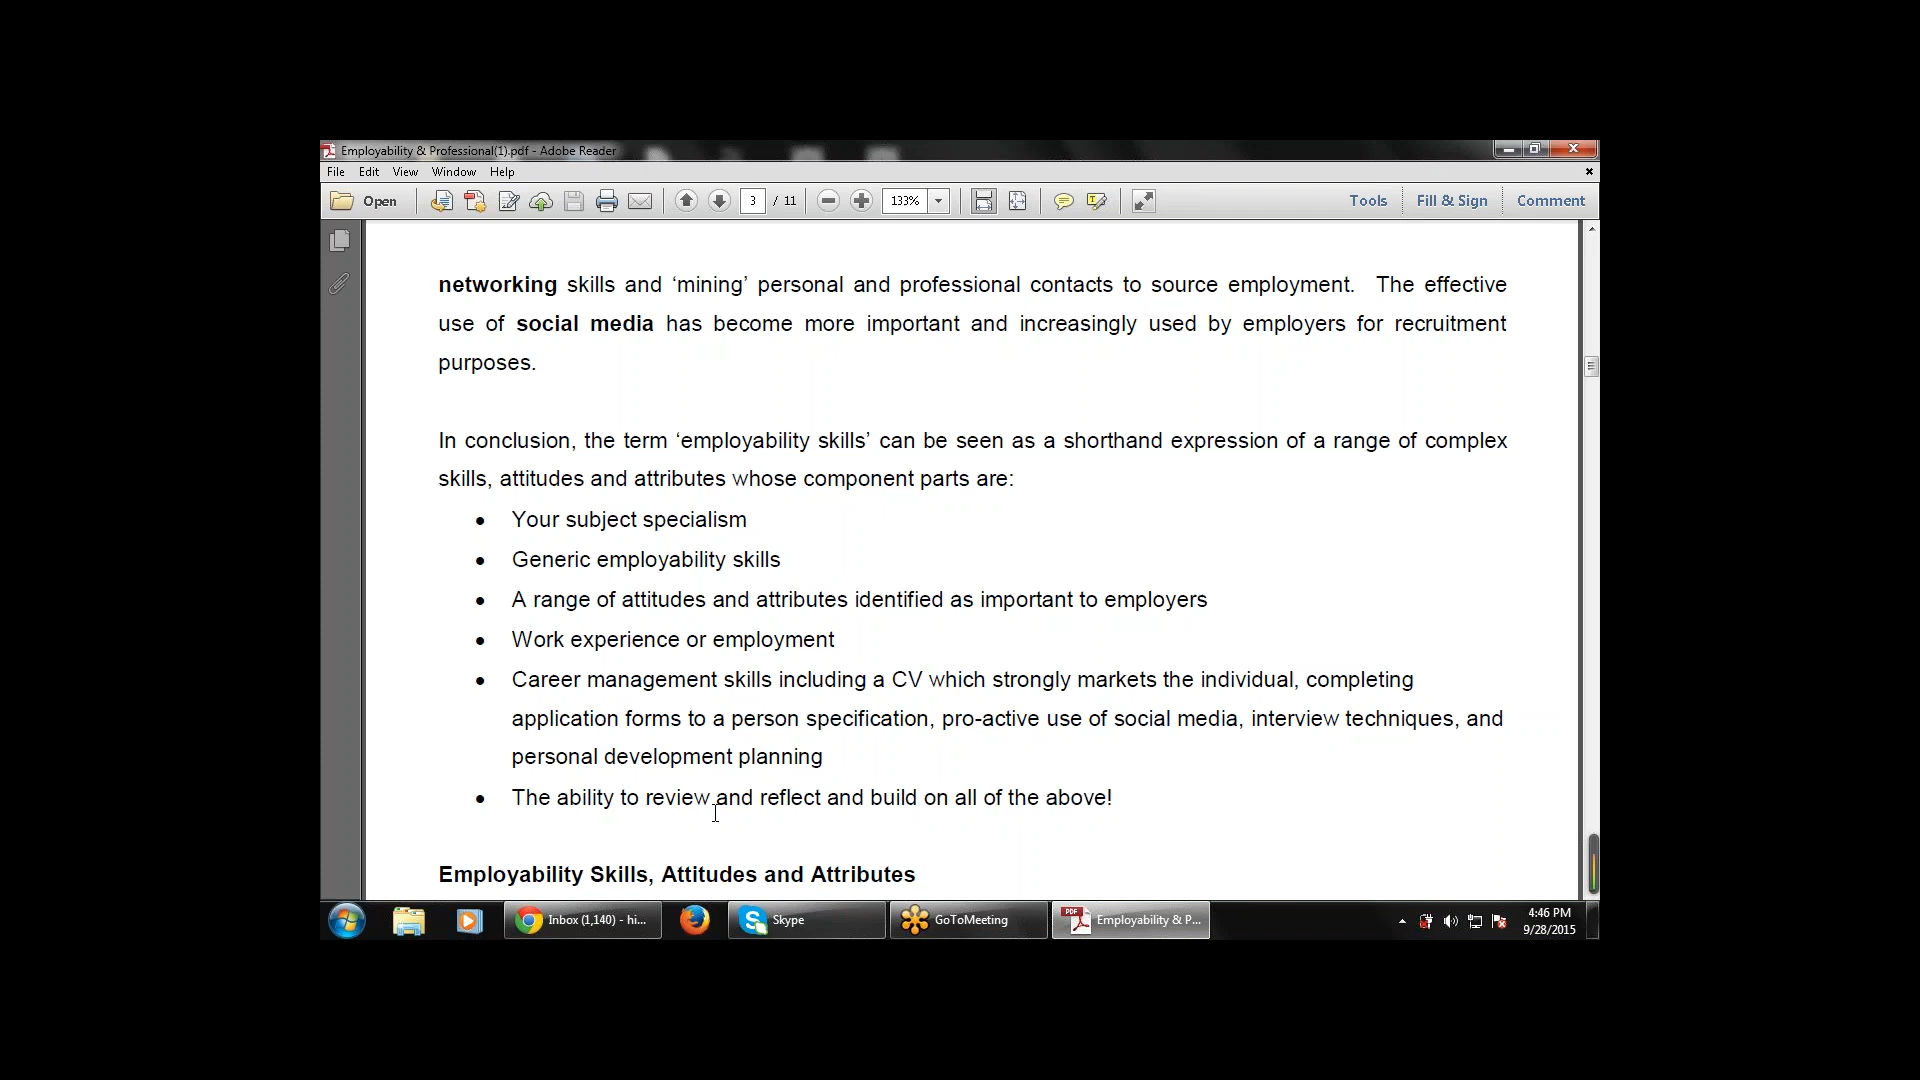 Employability & Professional(1).pdf - Adobe Reader
File Edit View Window Help
Open 3 / 11 133% Tools Fill & Sign Comment
networking skills and ‘mining’ personal and professional contacts to source employment. The effective
use of social media has become more important and increasingly used by employers for recruitment
purposes.
In conclusion, the term ‘employability skills’ can be seen as a shorthand expression of a range of complex
skills, attitudes and attributes whose component parts are:
• Your subject specialism
• Generic employability skills
• A range of attitudes and attributes identified as important to employers
• Work experience or employment
• Career management skills including a CV which strongly markets the individual, completing
application forms to a person specification, pro-active use of social media, interview techniques, and
personal development planning
• The ability to review and reflect and build on all of the above!
Employability Skills, Attitudes and Attributes
Inbox (1,140) - hi... Skype GoToMeeting Employability & P... 4:46 PM
9/28/2015